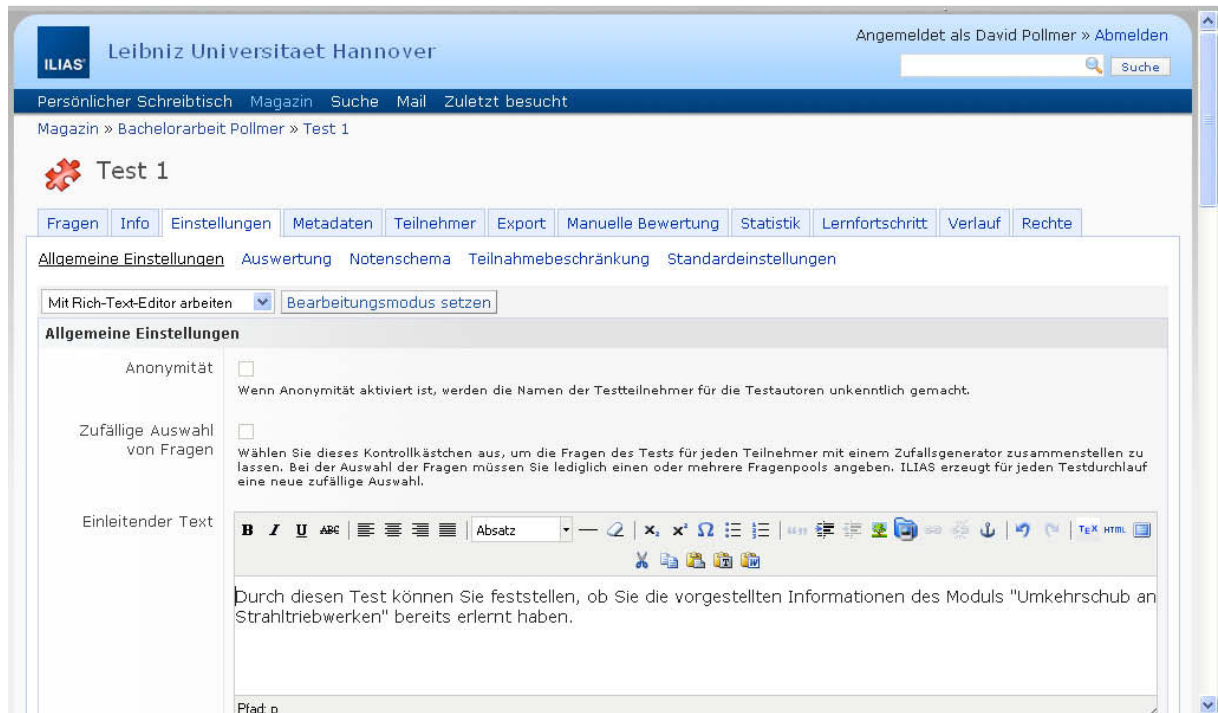 ILIAS
Leibniz Universitaet Hannover
Angemeldet als David Pollmer » Abmelden
Suche
Persönlicher Schreibtisch Magazin Suche Mail Zuletzt besucht
Magazin » Bachelorarbeit Pollmer » Test 1
Test 1
Fragen Info Einstellungen Metadaten Teilnehmer Export Manuelle Bewertung Statistik Lernfortschritt Verlauf Rechte
Allgemeine Einstellungen Auswertung Notenschema Teilnahmebeschränkung Standardeinstellungen
Mit Rich-Text-Editor arbeiten Bearbeitungsmodus setzen
Allgemeine Einstellungen
Anonymität
Wenn Anonymität aktiviert ist, werden die Namen der Testteilnehmer für die Testautoren unkenntlich gemacht.
Zufällige Auswahl
von Fragen
Wählen Sie dieses Kontrollkästchen aus, um die Fragen des Tests für jeden Teilnehmer mit einem Zufallsgenerator zusammenstellen zu
lassen. Bei der Auswahl der Fragen müssen Sie lediglich einen oder mehrere Fragenpools angeben. ILIAS erzeugt für jeden Testdurchlauf
eine neue zufällige Auswahl.
Einleitender Text
B I U ABC Absatz x₂ x² Ω TEX HTML
Durch diesen Test können Sie feststellen, ob Sie die vorgestellten Informationen des Moduls "Umkehrschub an
Strahltriebwerken" bereits erlernt haben.
Pfad: p